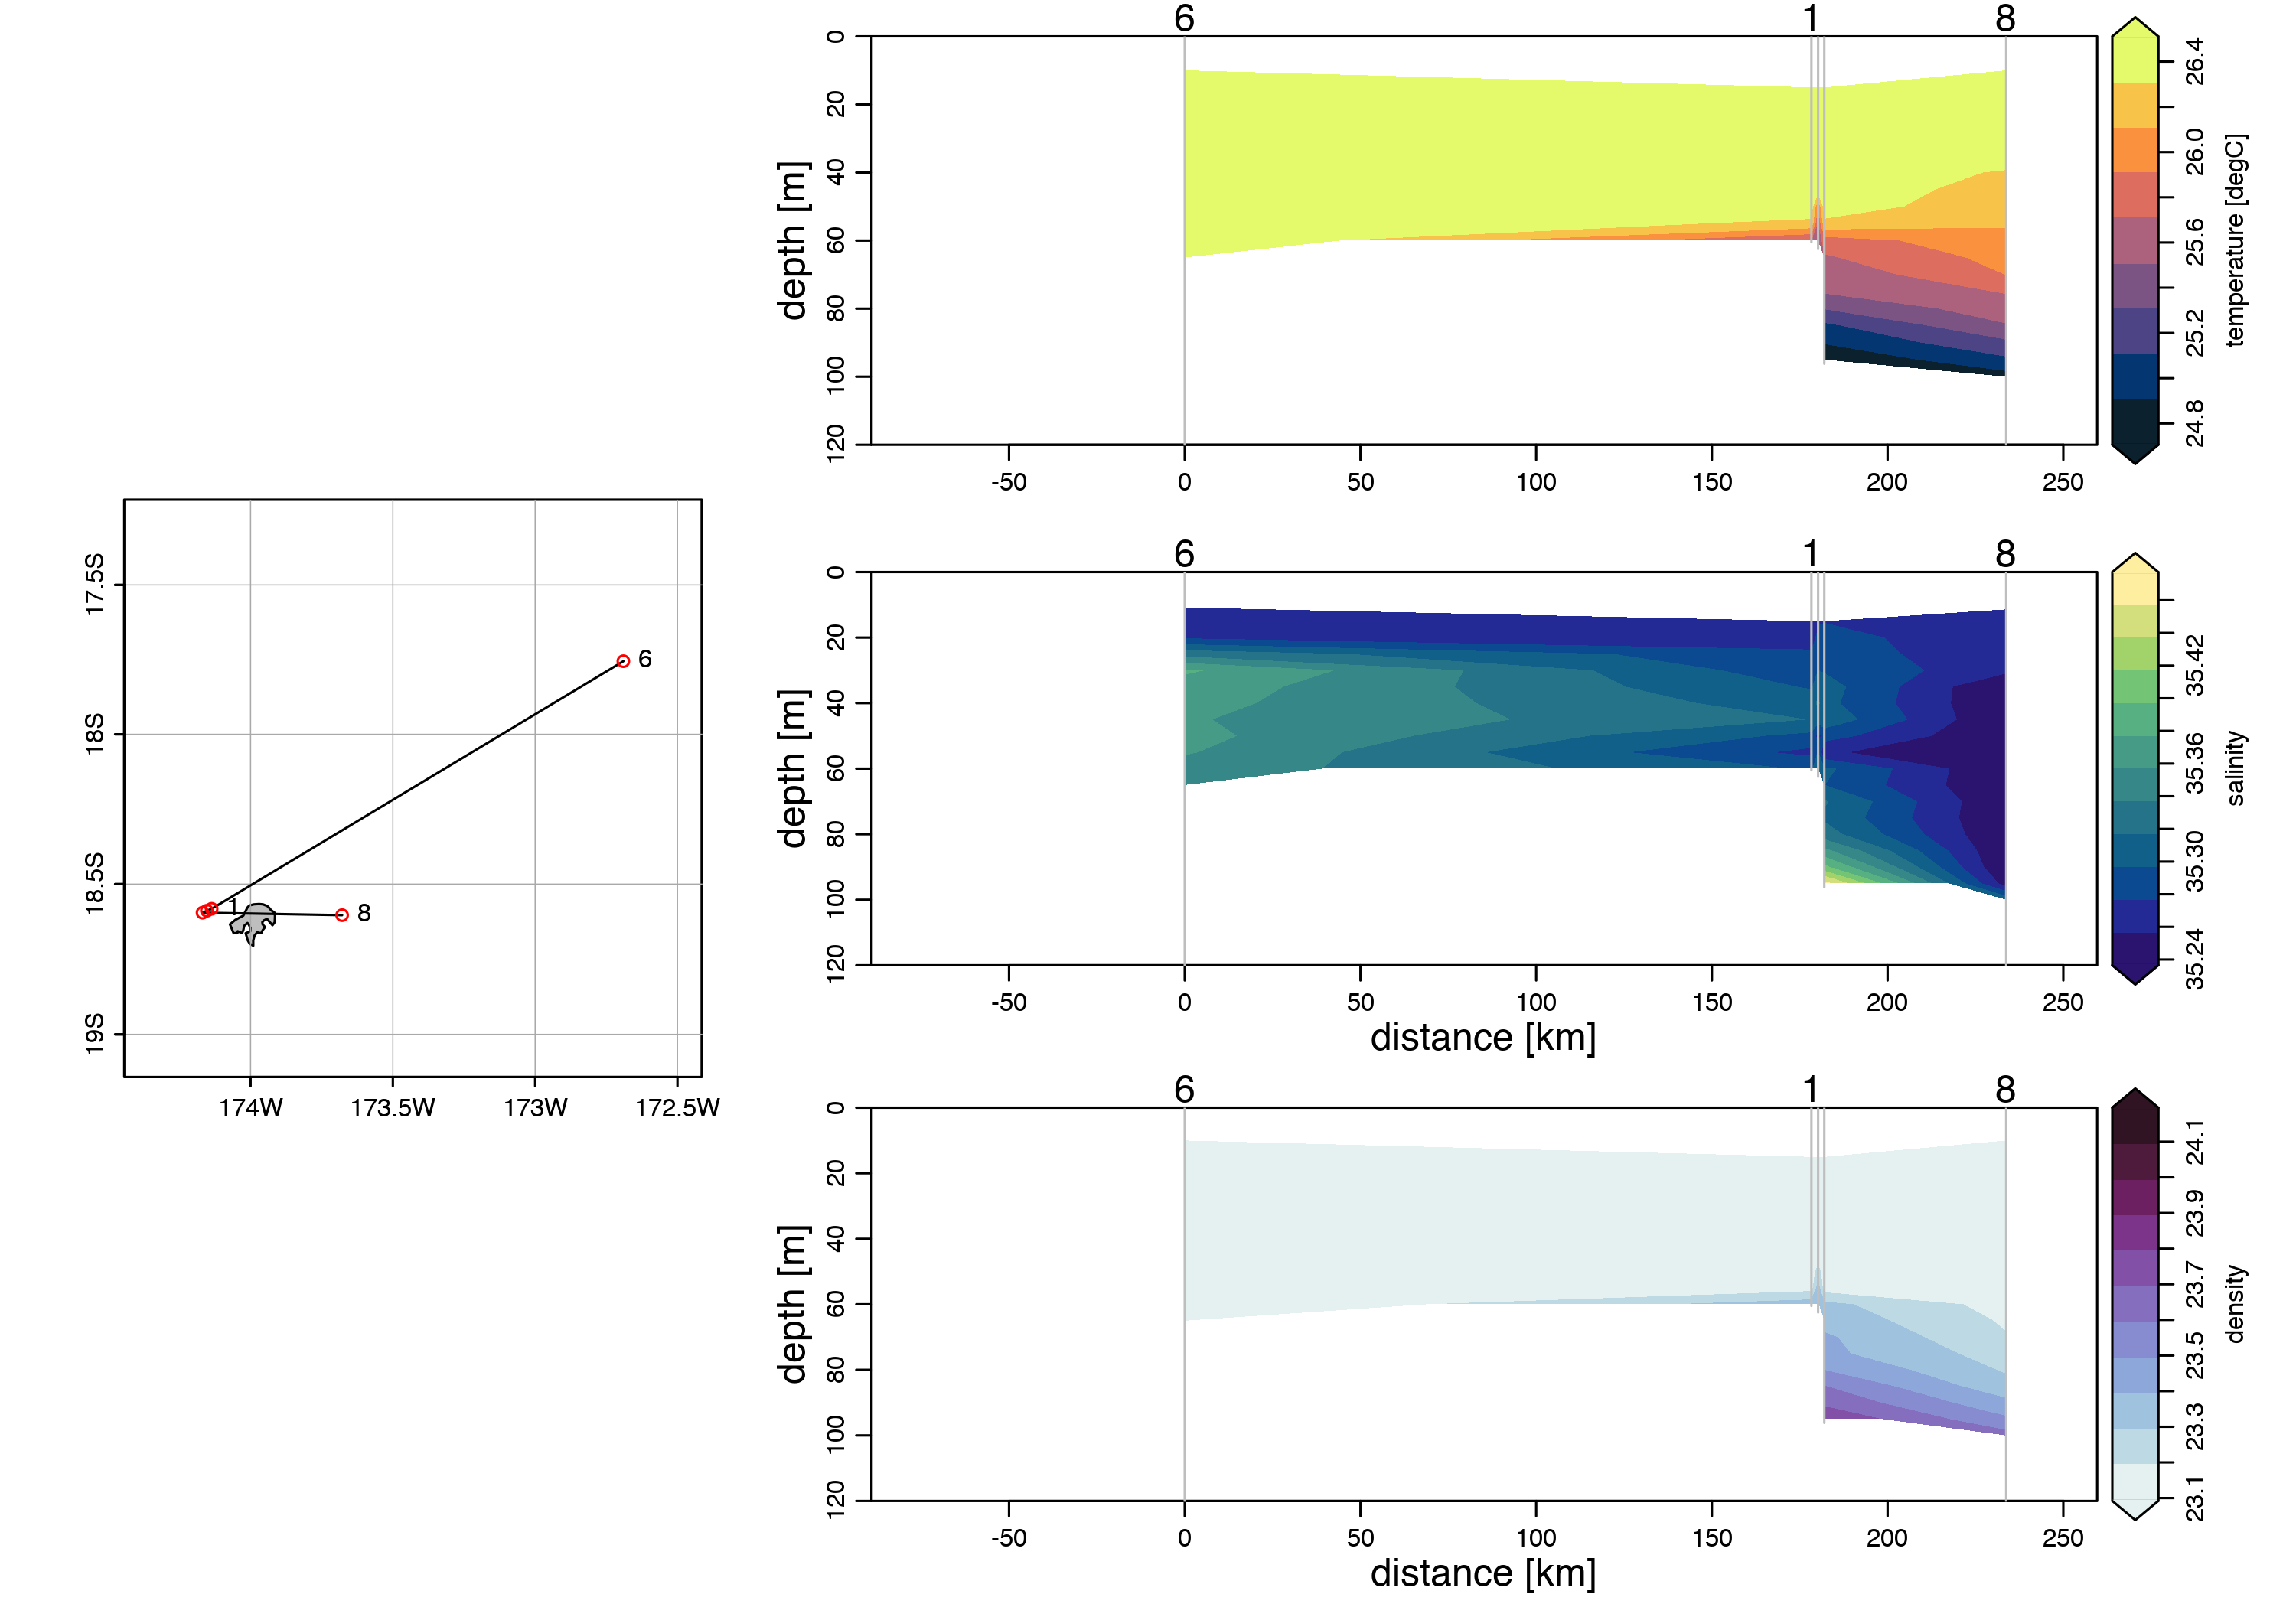 6 1 8
0 20 40 60 80 100 120
depth [m]
-50 0 50 100 150 200 250
24.8 25.2 25.6 26.0 26.4
temperature [degC]
17.5S 18S 18.5S 19S
6
1
8
174W 173.5W 173W 172.5W
6 1 8
0 20 40 60 80 100 120
depth [m]
-50 0 50 100 150 200 250
distance [km]
35.24 35.30 35.36 35.42
salinity
6 1 8
0 20 40 60 80 100 120
depth [m]
-50 0 50 100 150 200 250
distance [km]
23.1 23.3 23.5 23.7 23.9 24.1
density